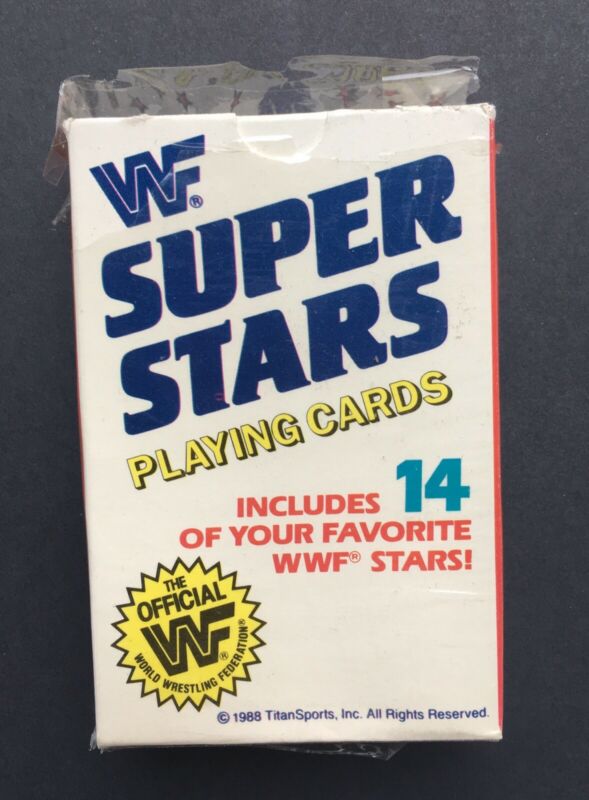 WF®
SUPER
STARS
PLAYING CARDS
INCLUDES 14
OF YOUR FAVORITE
WWF® STARS!
THE
OFFICIAL
WF
WORLD WRESTLING FEDERATION®
© 1988 TitanSports, Inc. All Rights Reserved.